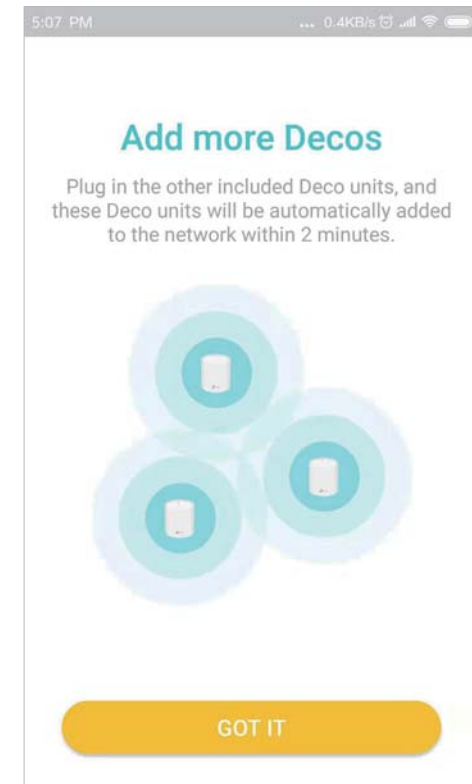 5:07 PM
... 0.4KB/s
Add more Decos
Plug in the other included Deco units, and
these Deco units will be automatically added
to the network within 2 minutes.
GOT IT